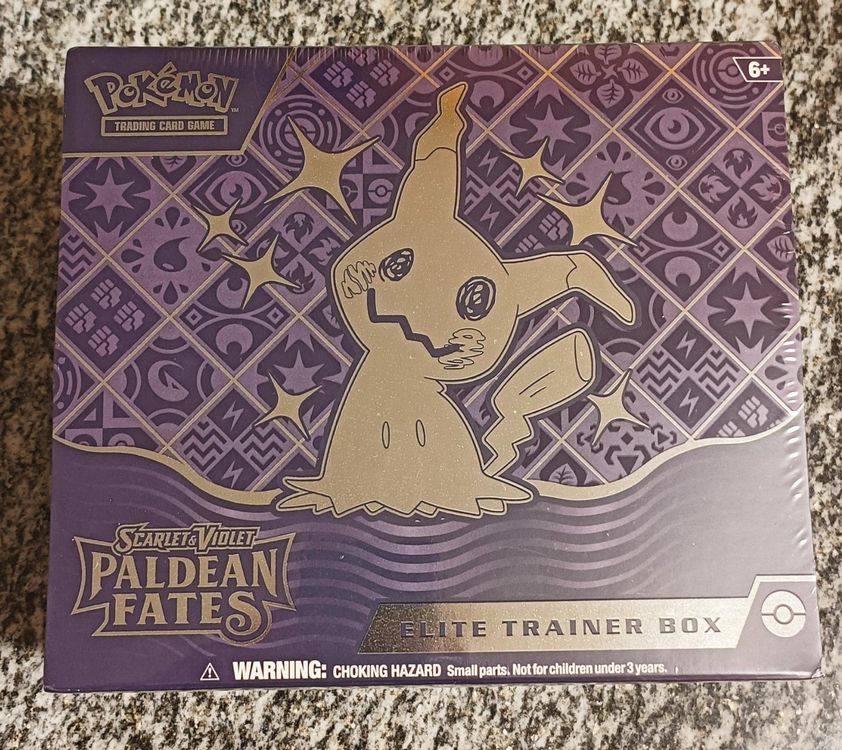 POKéMON
TM
TRADING CARD GAME
6+
SCARLET & VIOLET
PALDEAN
FATES
ELITE TRAINER BOX
WARNING: CHOKING HAZARD Small parts. Not for children under 3 years.